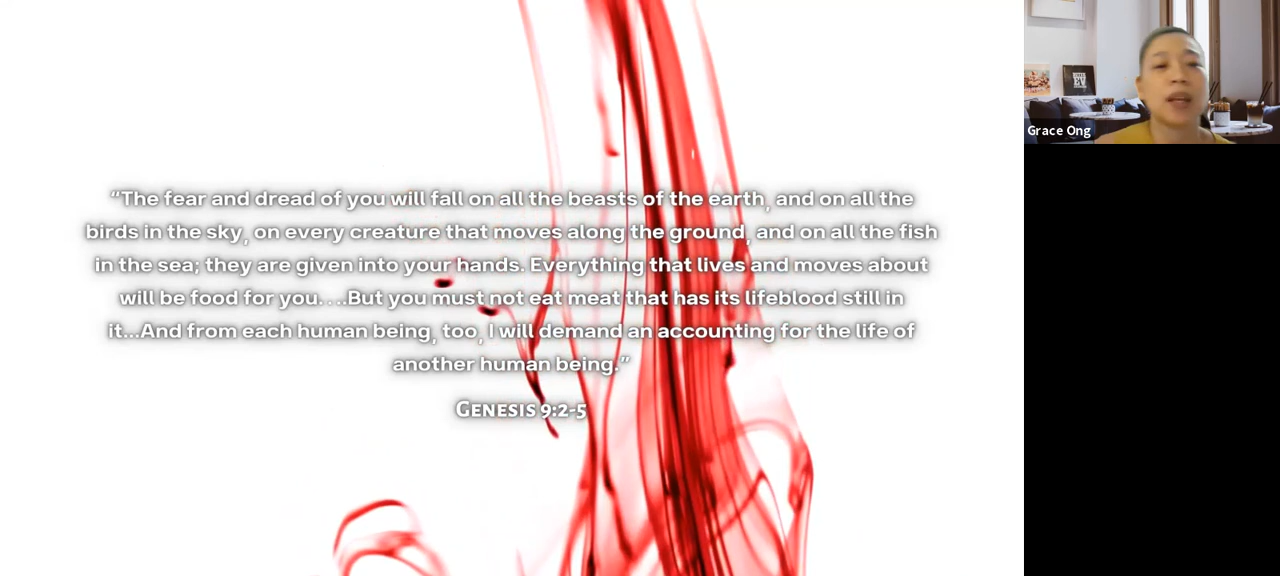 “The fear and dread of you will fall on all the beasts of the earth, and on all the
birds in the sky, on every creature that moves along the ground, and on all the fish
in the sea; they are given into your hands. Everything that lives and moves about
will be food for you. . . .But you must not eat meat that has its lifeblood still in
it...And from each human being, too, I will demand an accounting for the life of
another human being.”
Genesis 9:2-5
Grace Ong